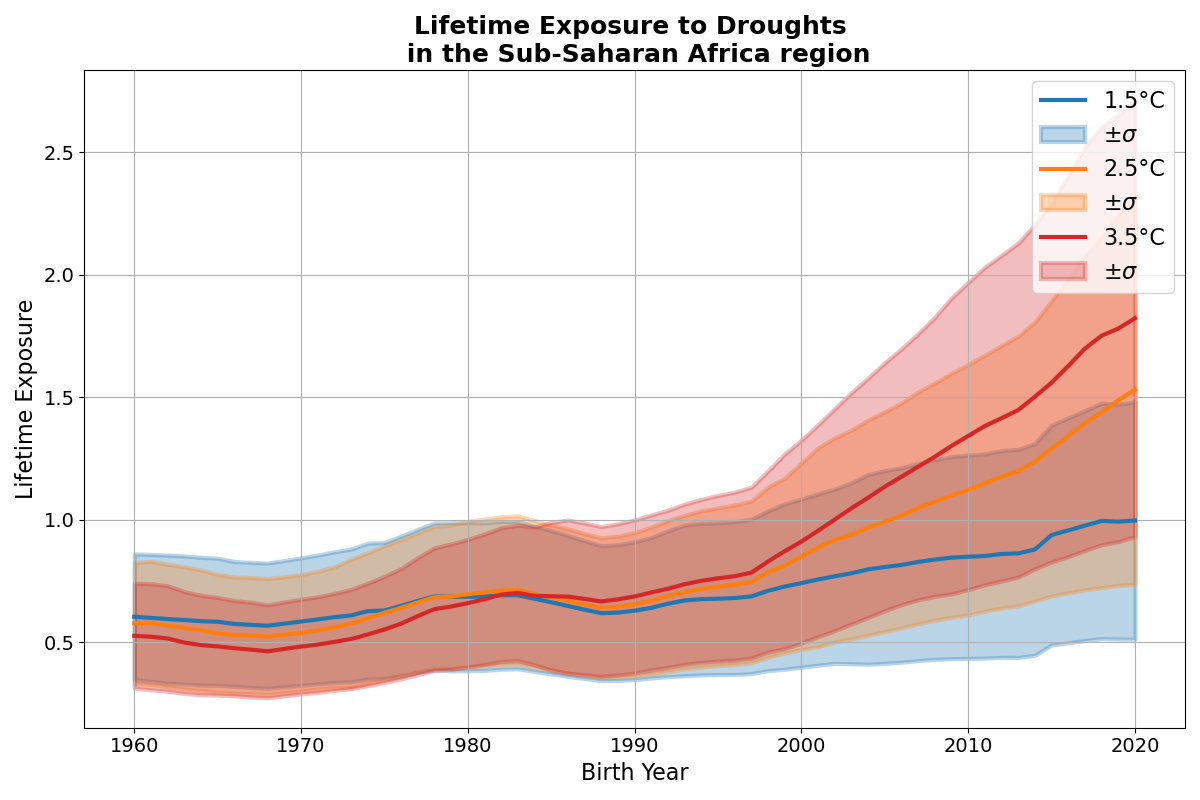 Lifetime Exposure to Droughts
in the Sub-Saharan Africa region
1.5°C
±σ
2.5°C
±σ
3.5°C
±σ
2.5
2.0
1.5
1.0
0.5
Lifetime Exposure
1960
1970
1980
1990
2000
2010
2020
Birth Year